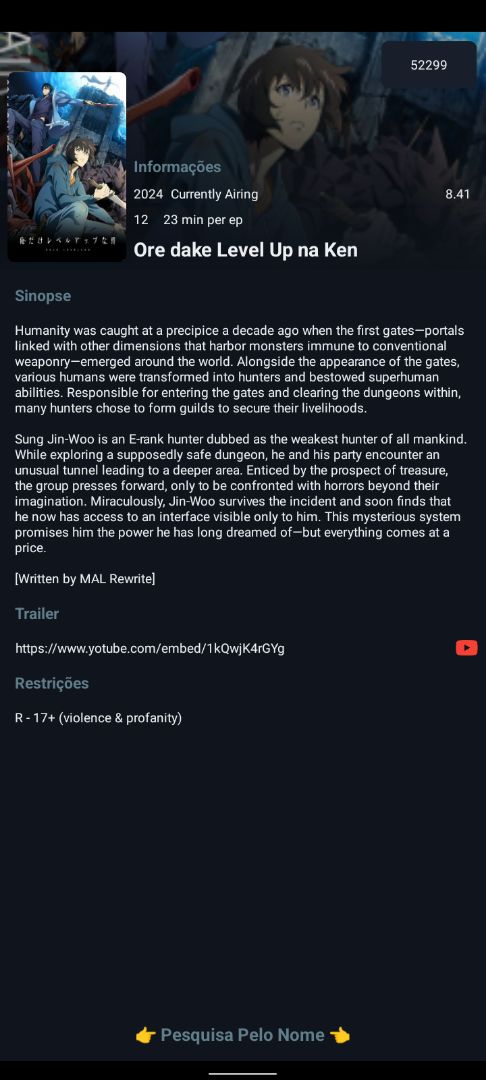 52299
俺だけレベルアップな件
SOLO LEVELING
Informações
2024 Currently Airing 8.41
12 23 min per ep
Ore dake Level Up na Ken
Sinopse
Humanity was caught at a precipice a decade ago when the first gates—portals
linked with other dimensions that harbor monsters immune to conventional
weaponry—emerged around the world. Alongside the appearance of the gates,
various humans were transformed into hunters and bestowed superhuman
abilities. Responsible for entering the gates and clearing the dungeons within,
many hunters chose to form guilds to secure their livelihoods.
Sung Jin-Woo is an E-rank hunter dubbed as the weakest hunter of all mankind.
While exploring a supposedly safe dungeon, he and his party encounter an
unusual tunnel leading to a deeper area. Enticed by the prospect of treasure,
the group presses forward, only to be confronted with horrors beyond their
imagination. Miraculously, Jin-Woo survives the incident and soon finds that
he now has access to an interface visible only to him. This mysterious system
promises him the power he has long dreamed of—but everything comes at a
price.
[Written by MAL Rewrite]
Trailer
https://www.yotube.com/embed/1kQwjK4rGYg
Restrições
R - 17+ (violence & profanity)
👉 Pesquisa Pelo Nome 👈